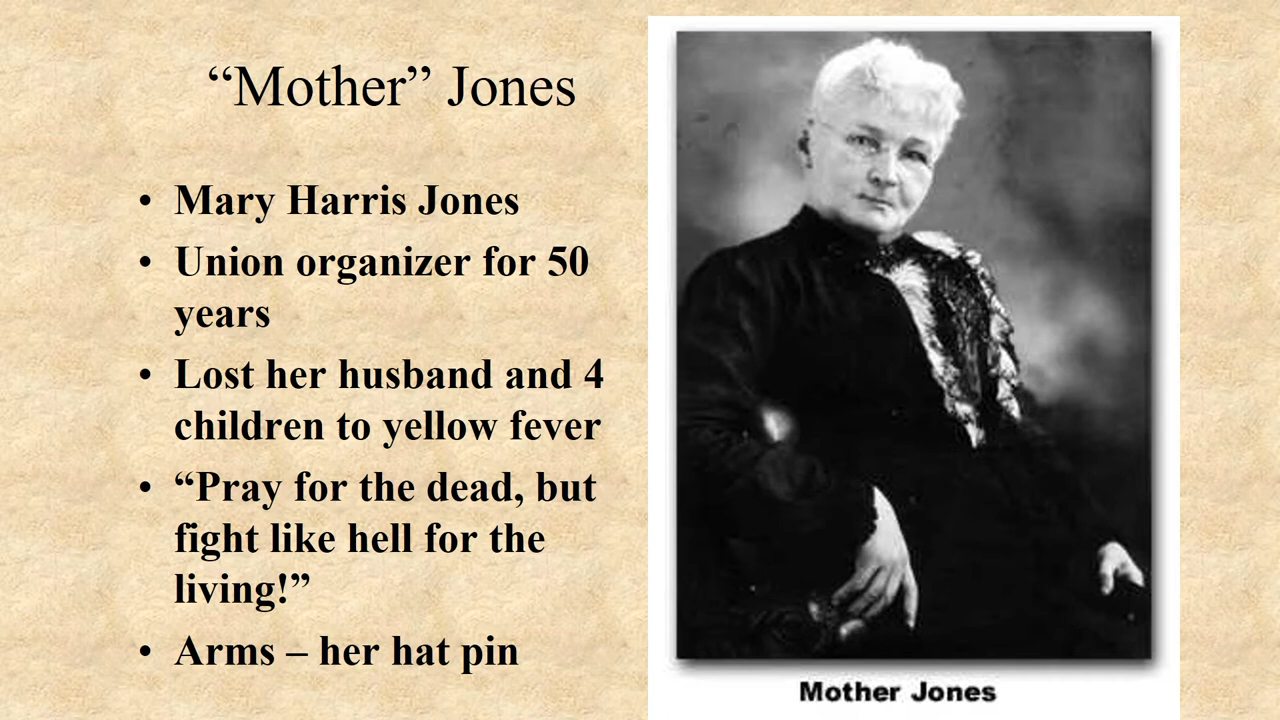 “Mother” Jones
• Mary Harris Jones
• Union organizer for 50
years
• Lost her husband and 4
children to yellow fever
• “Pray for the dead, but
fight like hell for the
living!”
• Arms – her hat pin
Mother Jones